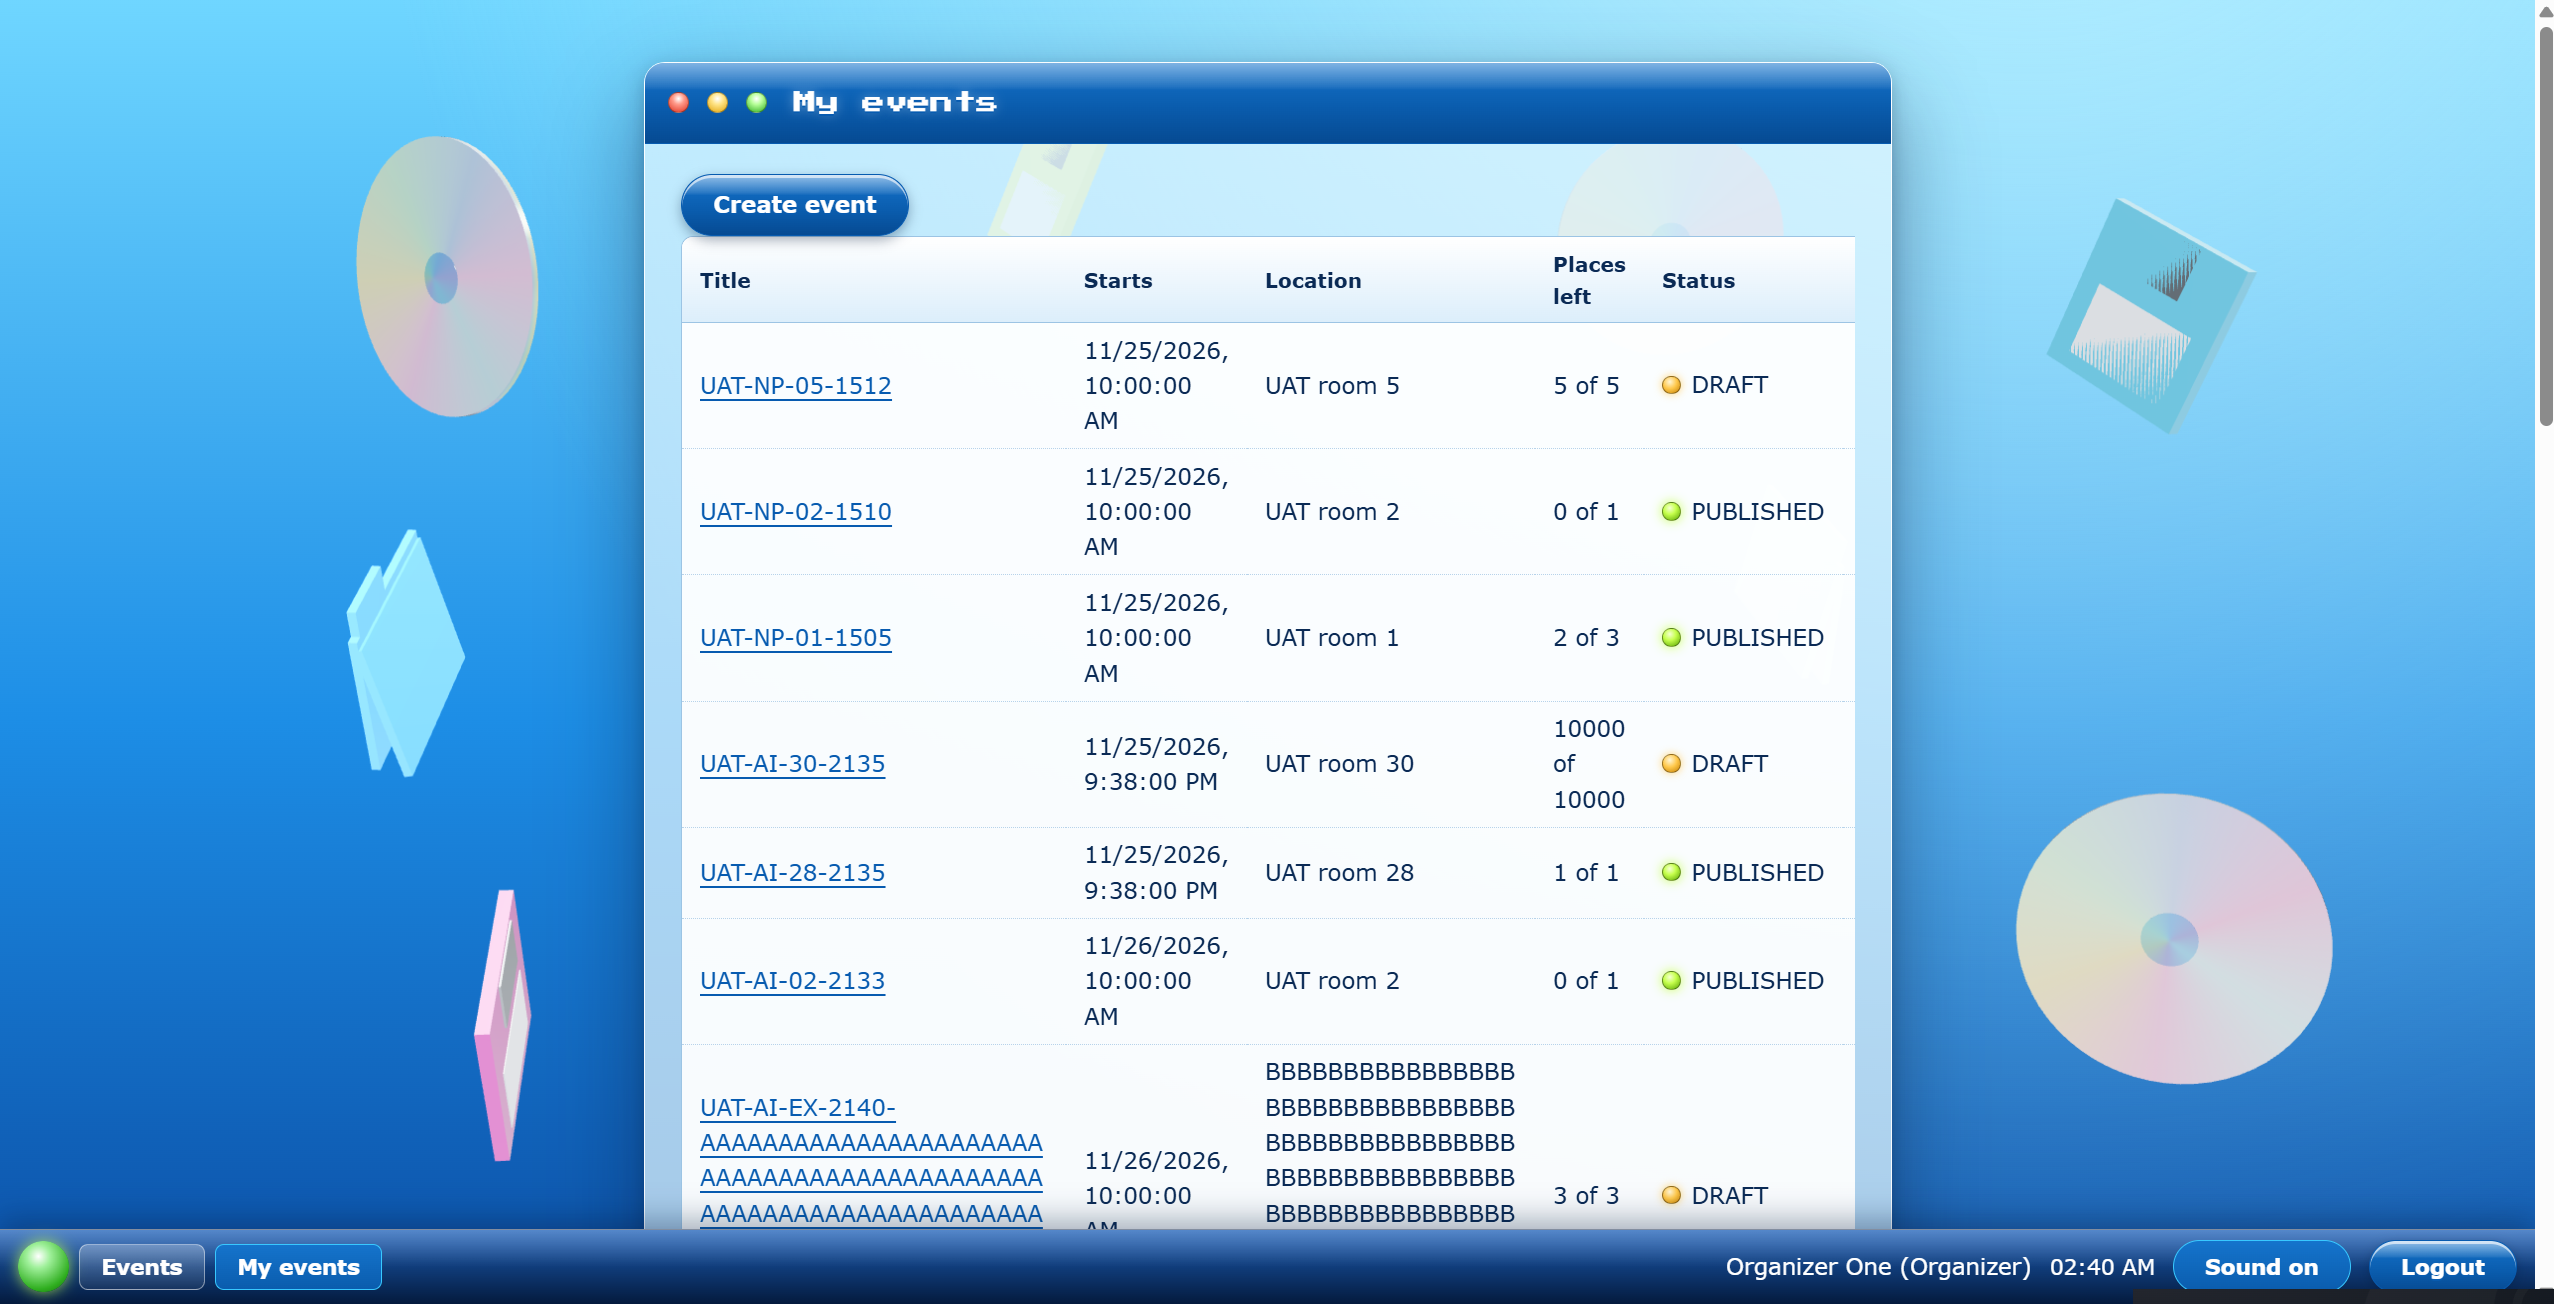 My events
Create event
Title Starts Location Places left Status
UAT-NP-05-1512 11/25/2026, 10:00:00 AM UAT room 5 5 of 5 DRAFT
UAT-NP-02-1510 11/25/2026, 10:00:00 AM UAT room 2 0 of 1 PUBLISHED
UAT-NP-01-1505 11/25/2026, 10:00:00 AM UAT room 1 2 of 3 PUBLISHED
UAT-AI-30-2135 11/25/2026, 9:38:00 PM UAT room 30 10000 of 10000 DRAFT
UAT-AI-28-2135 11/25/2026, 9:38:00 PM UAT room 28 1 of 1 PUBLISHED
UAT-AI-02-2133 11/26/2026, 10:00:00 AM UAT room 2 0 of 1 PUBLISHED
UAT-AI-EX-2140-
AAAAAAAAAAAAAAAAAAAAAA
AAAAAAAAAAAAAAAAAAAAAA
AAAAAAAAAAAAAAAAAAAAAA
11/26/2026,
10:00:00
AM
BBBBBBBBBBBBBBBB
BBBBBBBBBBBBBBBB
BBBBBBBBBBBBBBBB
BBBBBBBBBBBBBBBB
BBBBBBBBBBBBBBBB
3 of 3 DRAFT
Events My events Organizer One (Organizer) 02:40 AM Sound on Logout